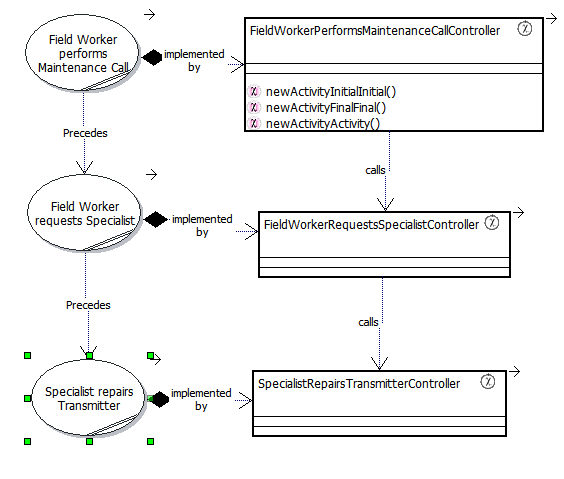 Field Worker
performs
Maintenance Call
implemented
by
FieldWorkerPerformsMaintenanceCallController
newActivityInitialInitial()
newActivityFinalFinal()
newActivityActivity()
Precedes
calls
Field Worker
requests Specialist
implemented
by
FieldWorkerRequestsSpecialistController
Precedes
calls
Specialist repairs
Transmitter
implemented
by
SpecialistRepairsTransmitterController